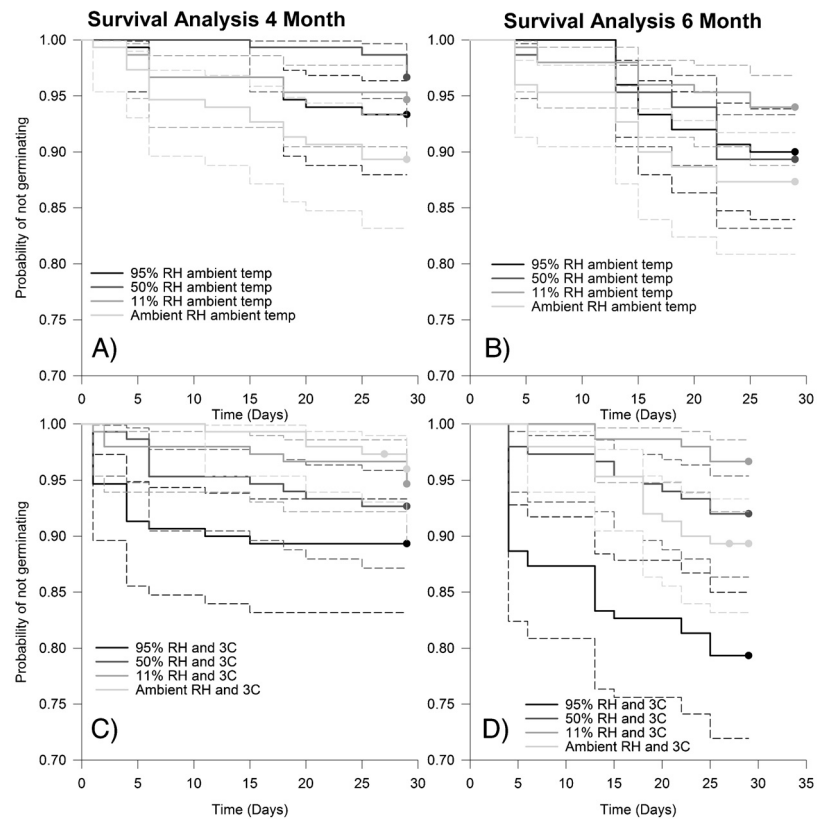 Survival Analysis 4 Month
Survival Analysis 6 Month
Probability of not germinating
1.00
0.95
0.90
0.85
0.80
0.75
0.70
95% RH ambient temp
50% RH ambient temp
11% RH ambient temp
Ambient RH ambient temp
A)
0 5 10 15 20 25 30 35
Time (Days)
1.00
0.95
0.90
0.85
0.80
0.75
0.70
95% RH ambient temp
50% RH ambient temp
11% RH ambient temp
Ambient RH ambient temp
B)
0 5 10 15 20 25 30 35
Time (Days)
Probability of not germinating
1.00
0.95
0.90
0.85
0.80
0.75
0.70
95% RH and 3C
50% RH and 3C
11% RH and 3C
Ambient RH and 3C
C)
0 5 10 15 20 25 30 35
Time (Days)
1.00
0.95
0.90
0.85
0.80
0.75
0.70
95% RH and 3C
50% RH and 3C
11% RH and 3C
Ambient RH and 3C
D)
0 5 10 15 20 25 30 35
Time (Days)